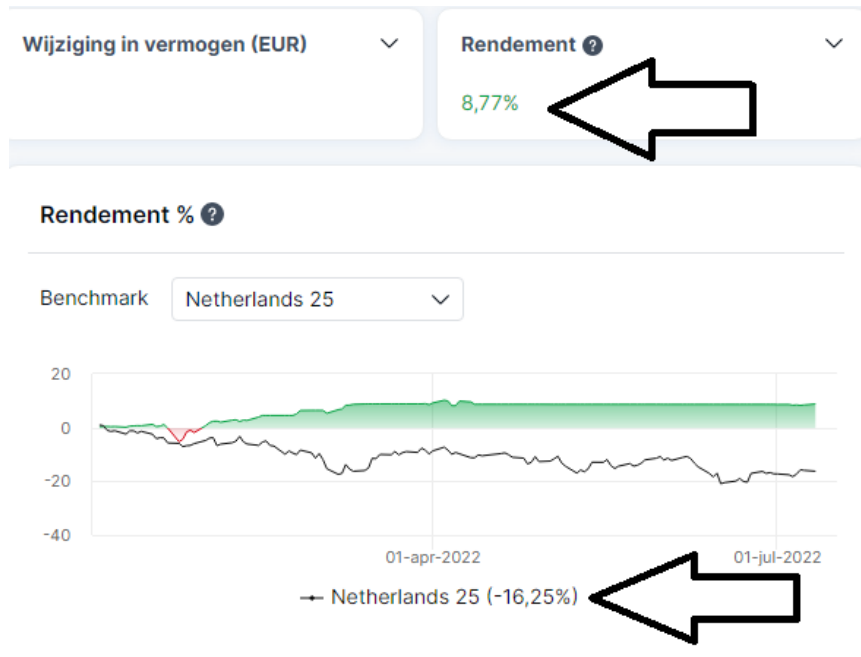 Wijziging in vermogen (EUR)
Rendement ?
8,77%
Rendement % ?
Benchmark Netherlands 25
20
0
-20
-40
01-apr-2022 01-jul-2022
Netherlands 25 (-16,25%)